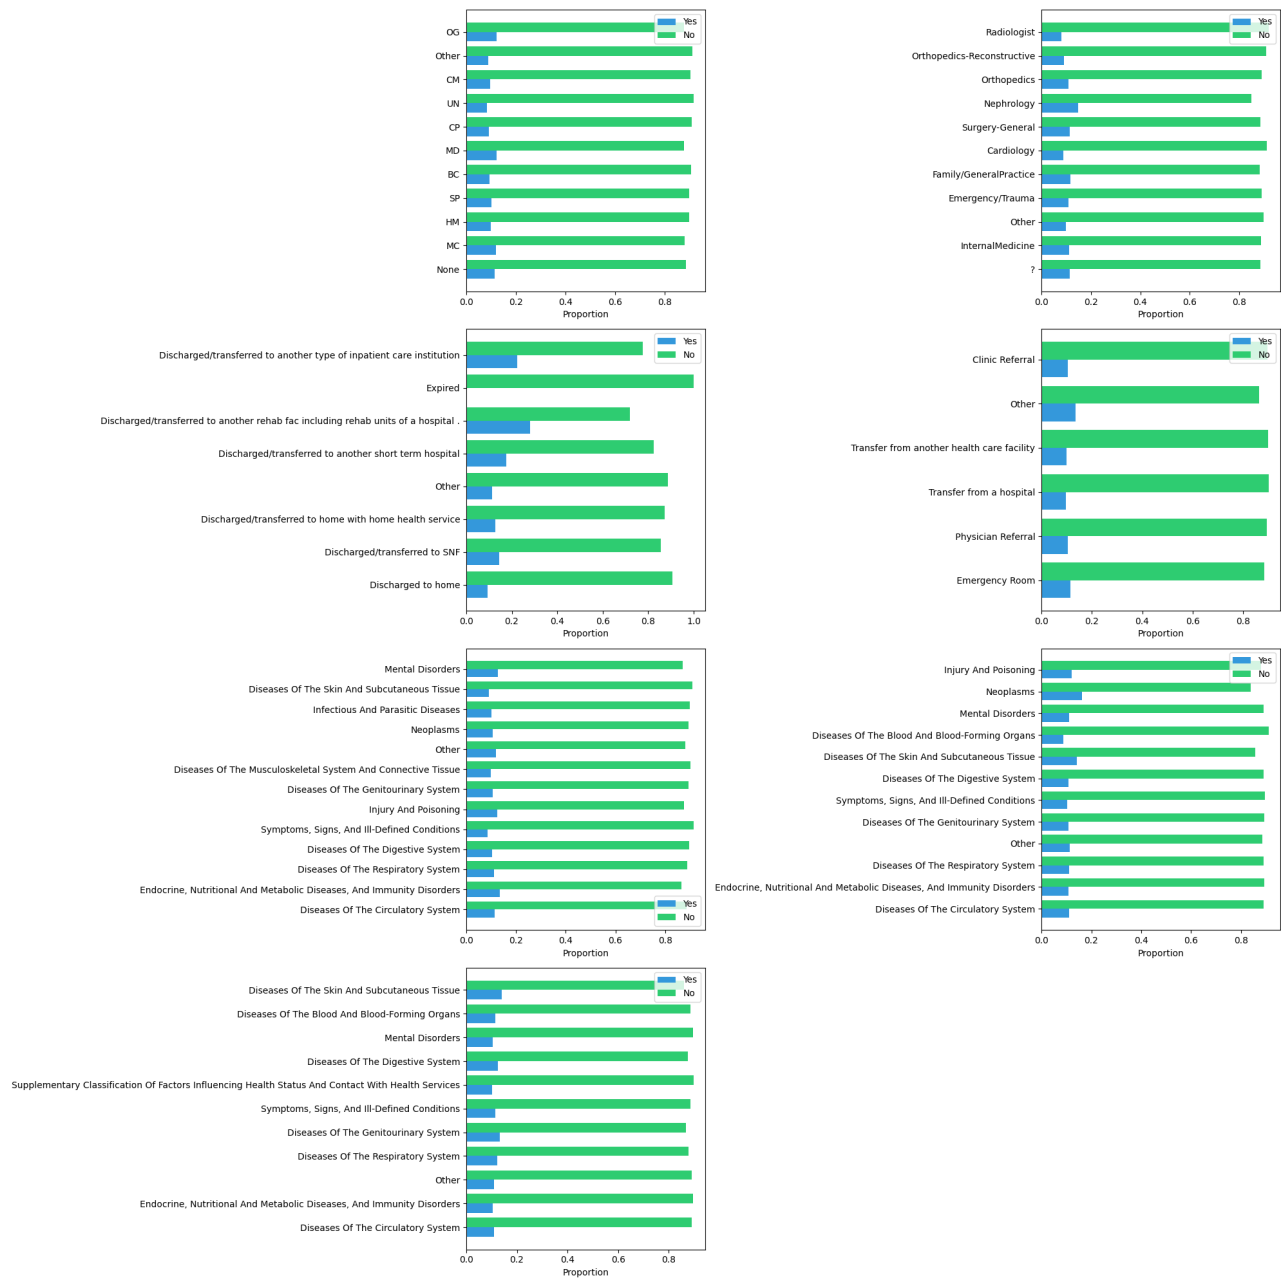 OG
Other
CM
UN
CP
MD
BC
SP
HM
MC
None
0.0 0.2 0.4 0.6 0.8
Proportion
Yes
No
Radiologist
Orthopedics-Reconstructive
Orthopedics
Nephrology
Surgery-General
Cardiology
Family/GeneralPractice
Emergency/Trauma
Other
InternalMedicine
?
0.0 0.2 0.4 0.6 0.8
Proportion
Yes
No
Discharged/transferred to another type of inpatient care institution
Expired
Discharged/transferred to another rehab fac including rehab units of a hospital .
Discharged/transferred to another short term hospital
Other
Discharged/transferred to home with home health service
Discharged/transferred to SNF
Discharged to home
0.0 0.2 0.4 0.6 0.8 1.0
Proportion
Yes
No
Clinic Referral
Other
Transfer from another health care facility
Transfer from a hospital
Physician Referral
Emergency Room
0.0 0.2 0.4 0.6 0.8
Proportion
Yes
No
Mental Disorders
Diseases Of The Skin And Subcutaneous Tissue
Infectious And Parasitic Diseases
Neoplasms
Other
Diseases Of The Musculoskeletal System And Connective Tissue
Diseases Of The Genitourinary System
Injury And Poisoning
Symptoms, Signs, And Ill-Defined Conditions
Diseases Of The Digestive System
Diseases Of The Respiratory System
Endocrine, Nutritional And Metabolic Diseases, And Immunity Disorders
Diseases Of The Circulatory System
0.0 0.2 0.4 0.6 0.8
Proportion
Yes
No
Injury And Poisoning
Neoplasms
Mental Disorders
Diseases Of The Blood And Blood-Forming Organs
Diseases Of The Skin And Subcutaneous Tissue
Diseases Of The Digestive System
Symptoms, Signs, And Ill-Defined Conditions
Diseases Of The Genitourinary System
Other
Diseases Of The Respiratory System
Endocrine, Nutritional And Metabolic Diseases, And Immunity Disorders
Diseases Of The Circulatory System
0.0 0.2 0.4 0.6 0.8
Proportion
Yes
No
Diseases Of The Skin And Subcutaneous Tissue
Diseases Of The Blood And Blood-Forming Organs
Mental Disorders
Diseases Of The Digestive System
Supplementary Classification Of Factors Influencing Health Status And Contact With Health Services
Symptoms, Signs, And Ill-Defined Conditions
Diseases Of The Genitourinary System
Diseases Of The Respiratory System
Other
Endocrine, Nutritional And Metabolic Diseases, And Immunity Disorders
Diseases Of The Circulatory System
0.0 0.2 0.4 0.6 0.8
Proportion
Yes
No